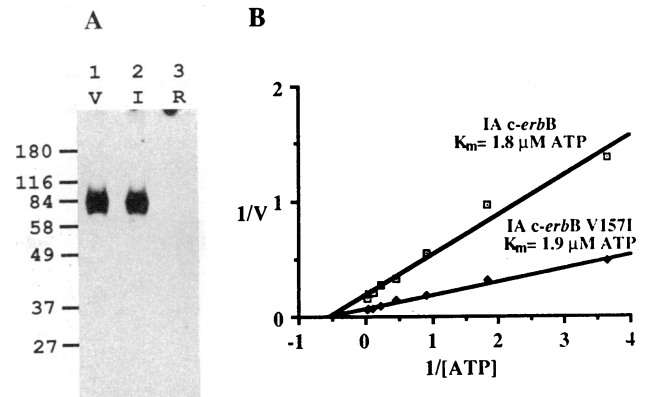 A
1 2 3
V I R
180
116
84
58
49
37
27
B
2
1
0
1/V
IA c-erbB
Km= 1.8 µM ATP
IA c-erbB V157I
Km= 1.9 µM ATP
-1 0 1 2 3 4
1/[ATP]